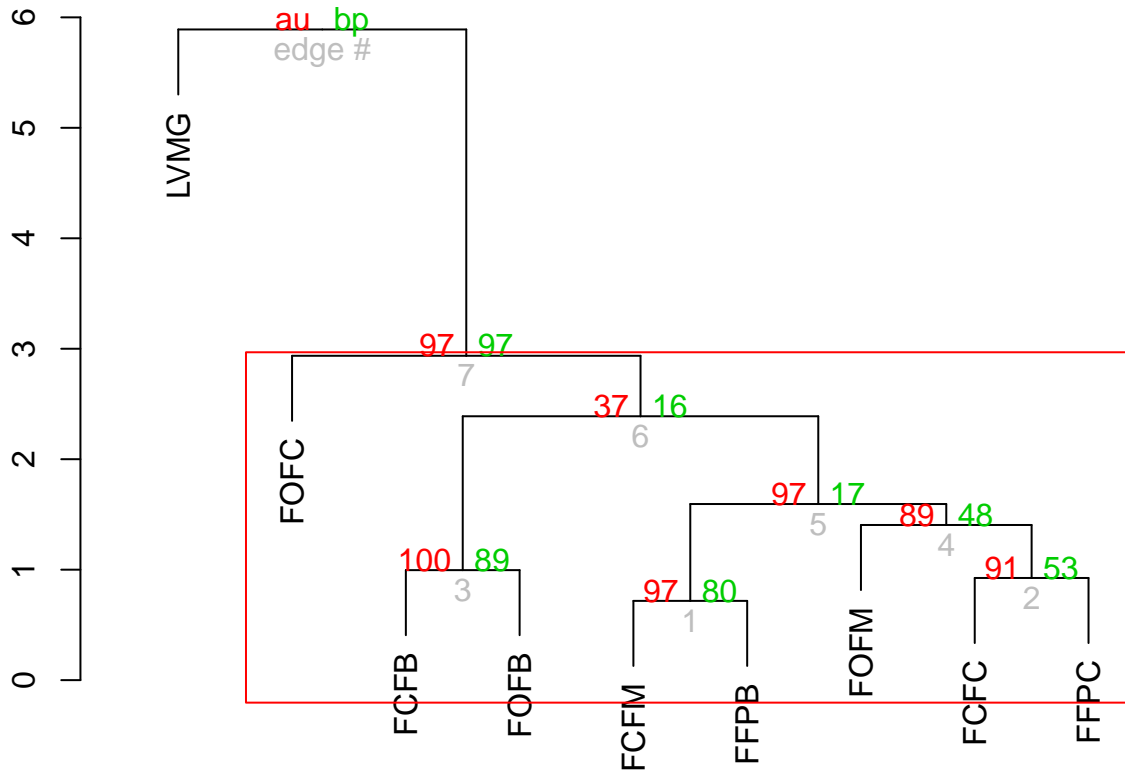 6
au bp
edge #
5
LVMG
4
3
97 97
7
37 16
6
2
FOFC
97 17
5
89 48
4
1
100 89
3
91 53
2
97 80
1
FOFM
0
FCFB
FOFB
FCFM
FFPB
FCFC
FFPC